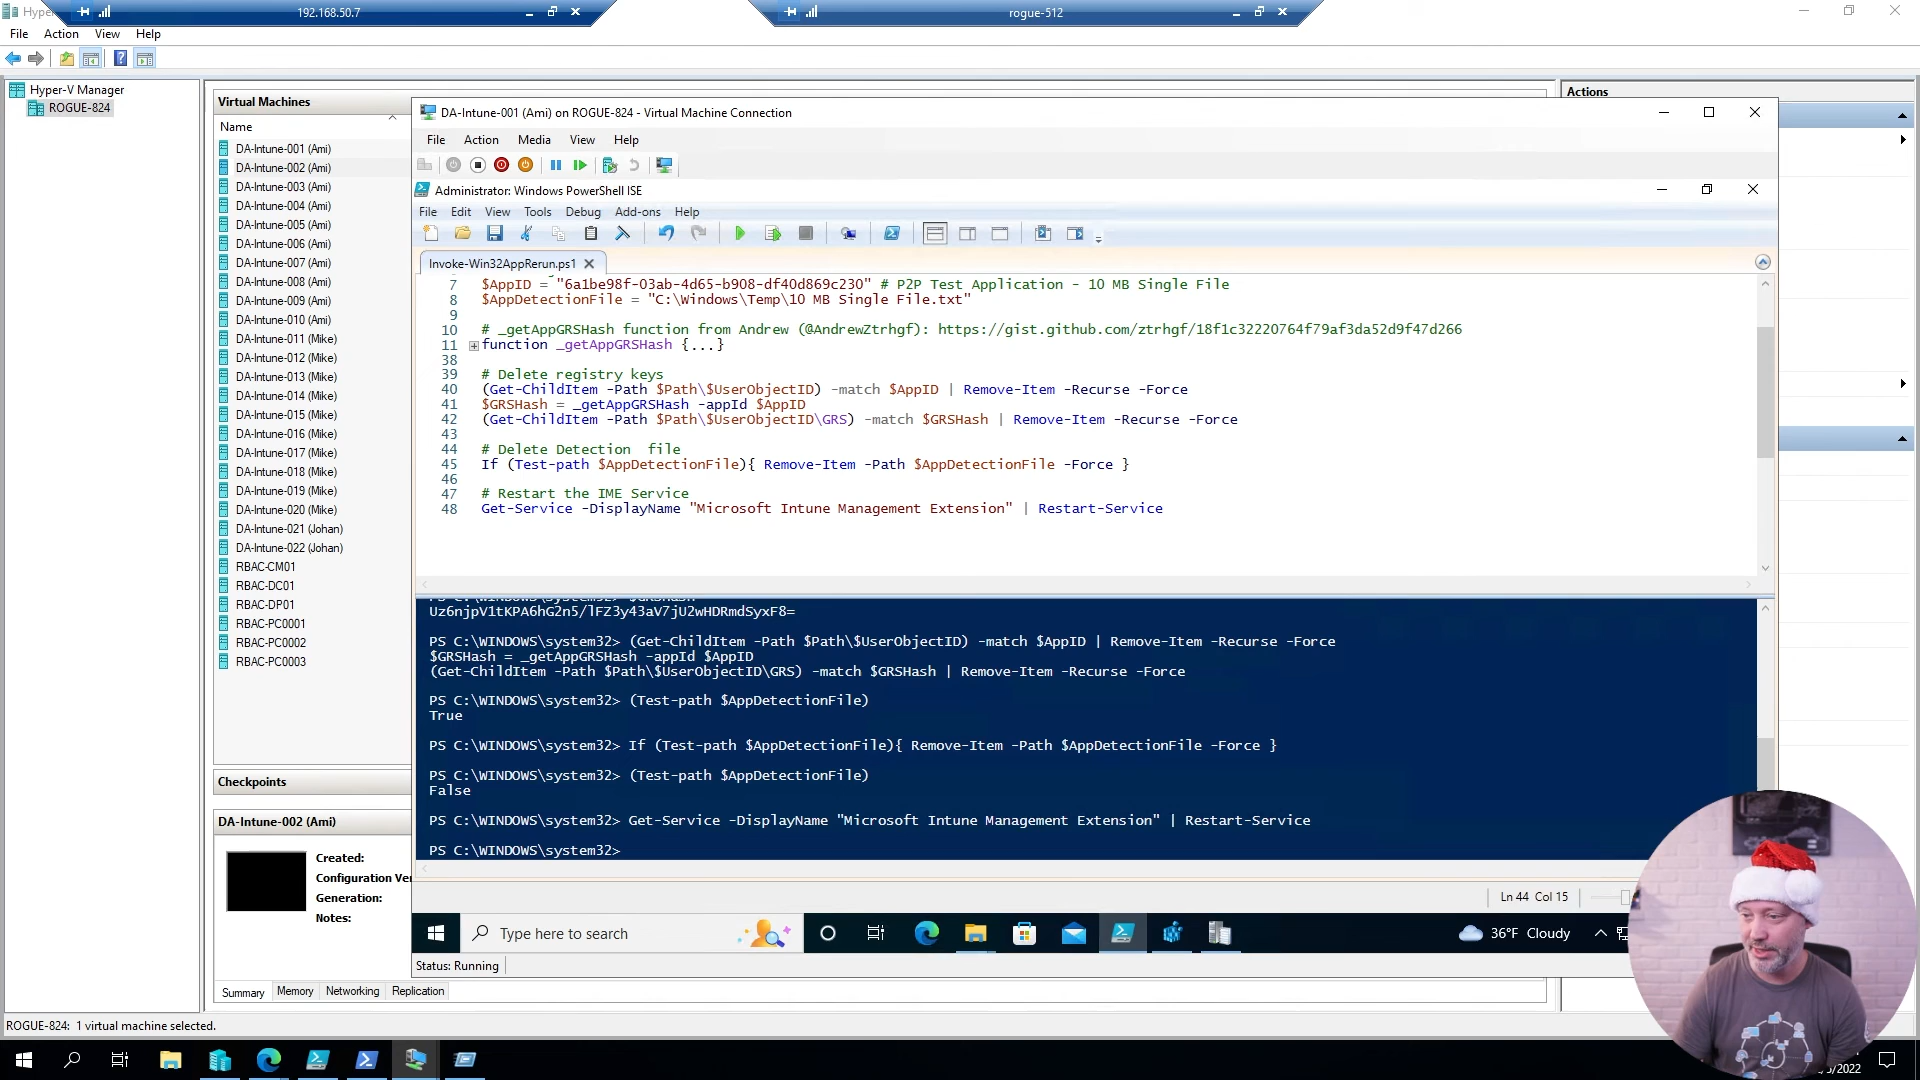 192.168.50.7
rogue-512
File Action View Help
Hyper-V Manager
ROGUE-824
Virtual Machines
Name
DA-Intune-001 (Ami)
DA-Intune-002 (Ami)
DA-Intune-003 (Ami)
DA-Intune-004 (Ami)
DA-Intune-005 (Ami)
DA-Intune-006 (Ami)
DA-Intune-007 (Ami)
DA-Intune-008 (Ami)
DA-Intune-009 (Ami)
DA-Intune-010 (Ami)
DA-Intune-011 (Mike)
DA-Intune-012 (Mike)
DA-Intune-013 (Mike)
DA-Intune-014 (Mike)
DA-Intune-015 (Mike)
DA-Intune-016 (Mike)
DA-Intune-017 (Mike)
DA-Intune-018 (Mike)
DA-Intune-019 (Mike)
DA-Intune-020 (Mike)
DA-Intune-021 (Johan)
DA-Intune-022 (Johan)
RBAC-CM01
RBAC-DC01
RBAC-DP01
RBAC-PC0001
RBAC-PC0002
RBAC-PC0003
Checkpoints
DA-Intune-002 (Ami)
Created:
Configuration Ver
Generation:
Notes:
Summary Memory Networking Replication
ROGUE-824: 1 virtual machine selected.
Actions
DA-Intune-001 (Ami) on ROGUE-824 - Virtual Machine Connection
File Action Media View Help
Administrator: Windows PowerShell ISE
File Edit View Tools Debug Add-ons Help
Invoke-Win32AppRerun.ps1
7 $AppID = "6a1be98f-03ab-4d65-b908-df40d869c230" # P2P Test Application - 10 MB Single File
8 $AppDetectionFile = "C:\Windows\Temp\10 MB Single File.txt"
9
10 # _getAppGRSHash function from Andrew (@AndrewZtrhgf): https://gist.github.com/ztrhgf/18f1c32220764f79af3da52d9f47d266
11 function _getAppGRSHash {...}
38
39 # Delete registry keys
40 (Get-ChildItem -Path $Path\$UserObjectID) -match $AppID | Remove-Item -Recurse -Force
41 $GRSHash = _getAppGRSHash -appId $AppID
42 (Get-ChildItem -Path $Path\$UserObjectID\GRS) -match $GRSHash | Remove-Item -Recurse -Force
43
44 # Delete Detection  file
45 If (Test-path $AppDetectionFile){ Remove-Item -Path $AppDetectionFile -Force }
46
47 # Restart the IME Service
48 Get-Service -DisplayName "Microsoft Intune Management Extension" | Restart-Service
PS C:\WINDOWS\system32> $GRSHash
Uz6njpV1tKPA6hG2n5/lFZ3y43aV7jU2wHDRmdSyxF8=
PS C:\WINDOWS\system32> (Get-ChildItem -Path $Path\$UserObjectID) -match $AppID | Remove-Item -Recurse -Force
$GRSHash = _getAppGRSHash -appId $AppID
(Get-ChildItem -Path $Path\$UserObjectID\GRS) -match $GRSHash | Remove-Item -Recurse -Force
PS C:\WINDOWS\system32> (Test-path $AppDetectionFile)
True
PS C:\WINDOWS\system32> If (Test-path $AppDetectionFile){ Remove-Item -Path $AppDetectionFile -Force }
PS C:\WINDOWS\system32> (Test-path $AppDetectionFile)
False
PS C:\WINDOWS\system32> Get-Service -DisplayName "Microsoft Intune Management Extension" | Restart-Service
PS C:\WINDOWS\system32>
Ln 44 Col 15
Type here to search
36°F Cloudy
Status: Running